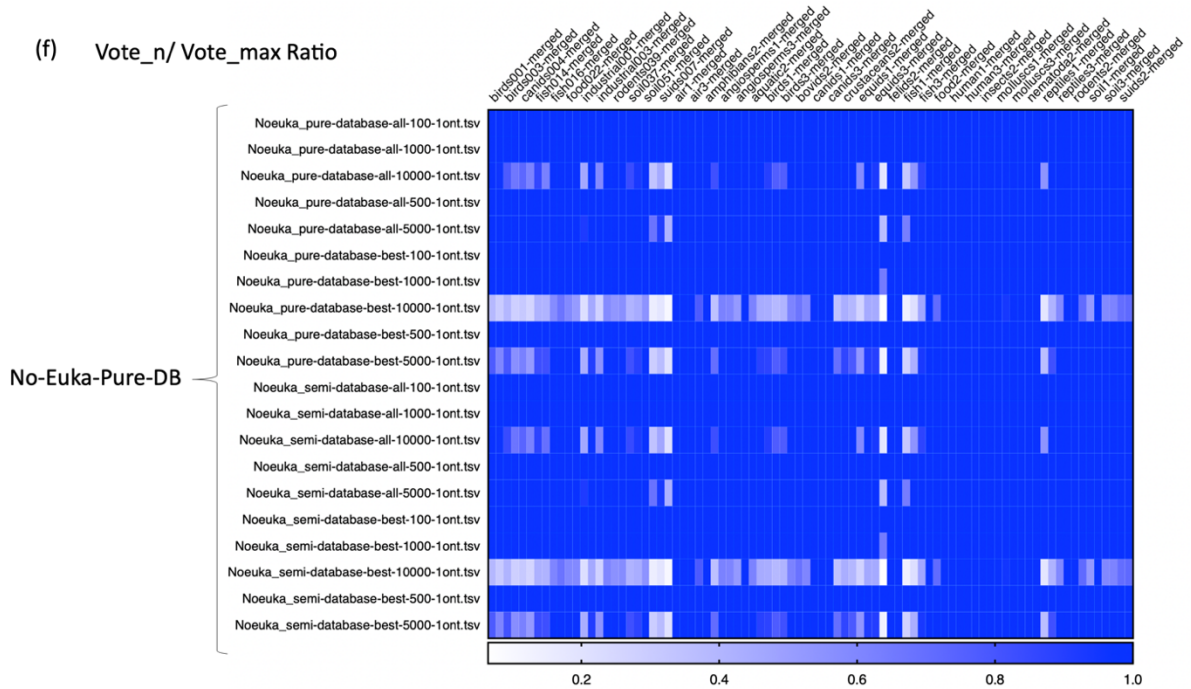 (f) Vote_n/ Vote_max Ratio
birds001-merged
birds003-merged
canids004-merged
fish014-merged
fish016-merged
food022-merged
industrial001-merged
industrial003-merged
rodents039-merged
soil037-merged
soil051-merged
suids007-merged
air1-merged
air3-merged
amphibians2-merged
angiosperms1-merged
angiosperms3-merged
aquatic2-merged
birds1-merged
birds3-merged
bovids2-merged
canids1-merged
canids3-merged
crustaceans2-merged
equids1-merged
equids3-merged
felids2-merged
fish1-merged
fish3-merged
food2-merged
human1-merged
human3-merged
insects2-merged
molluscs1-merged
molluscs3-merged
nematoda2-merged
reptiles1-merged
reptiles3-merged
rodents2-merged
soil1-merged
soil3-merged
suids2-merged
Noeuka_pure-database-all-100-1ont.tsv
Noeuka_pure-database-all-1000-1ont.tsv
Noeuka_pure-database-all-10000-1ont.tsv
Noeuka_pure-database-all-500-1ont.tsv
Noeuka_pure-database-all-5000-1ont.tsv
Noeuka_pure-database-best-100-1ont.tsv
Noeuka_pure-database-best-1000-1ont.tsv
Noeuka_pure-database-best-10000-1ont.tsv
Noeuka_pure-database-best-500-1ont.tsv
Noeuka_pure-database-best-5000-1ont.tsv
No-Euka-Pure-DB
Noeuka_semi-database-all-100-1ont.tsv
Noeuka_semi-database-all-1000-1ont.tsv
Noeuka_semi-database-all-10000-1ont.tsv
Noeuka_semi-database-all-500-1ont.tsv
Noeuka_semi-database-all-5000-1ont.tsv
Noeuka_semi-database-best-100-1ont.tsv
Noeuka_semi-database-best-1000-1ont.tsv
Noeuka_semi-database-best-10000-1ont.tsv
Noeuka_semi-database-best-500-1ont.tsv
Noeuka_semi-database-best-5000-1ont.tsv
0.2 0.4 0.6 0.8 1.0